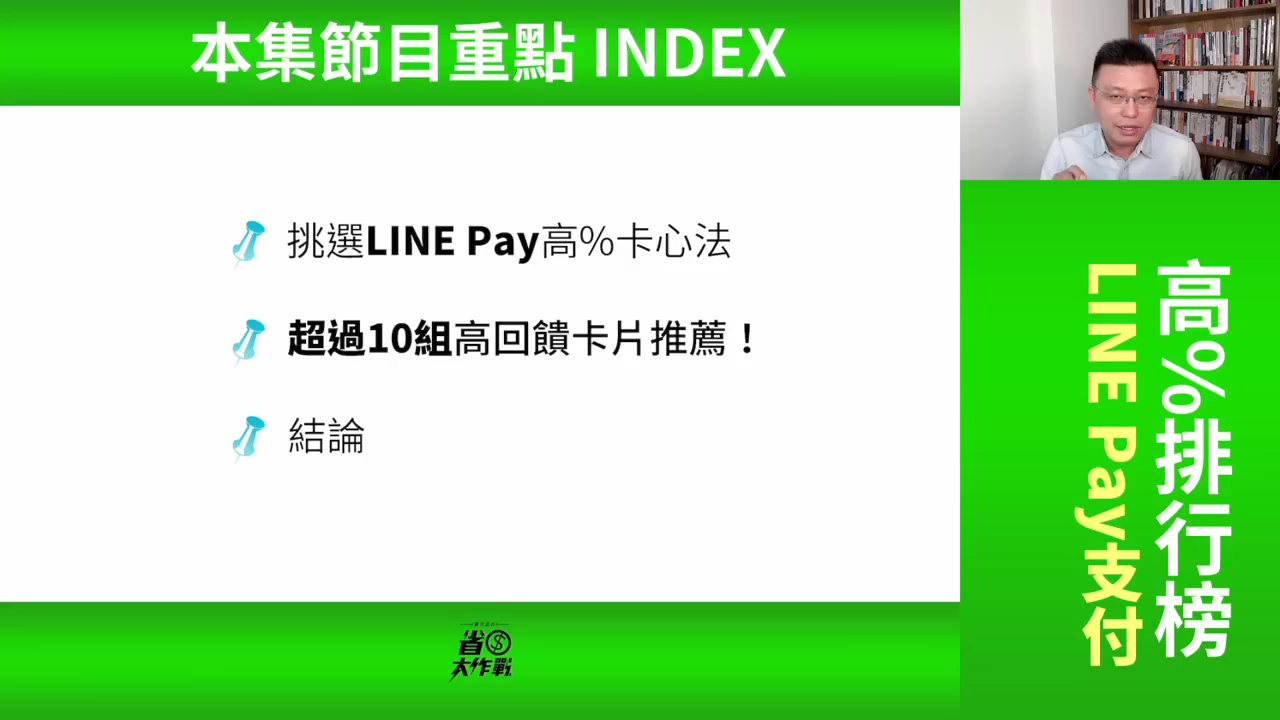 本集節目重點 INDEX
挑選LINE Pay高%卡心法
超過10組高回饋卡片推薦！
結論
省
大作戰
高%排行榜
LINE Pay支付